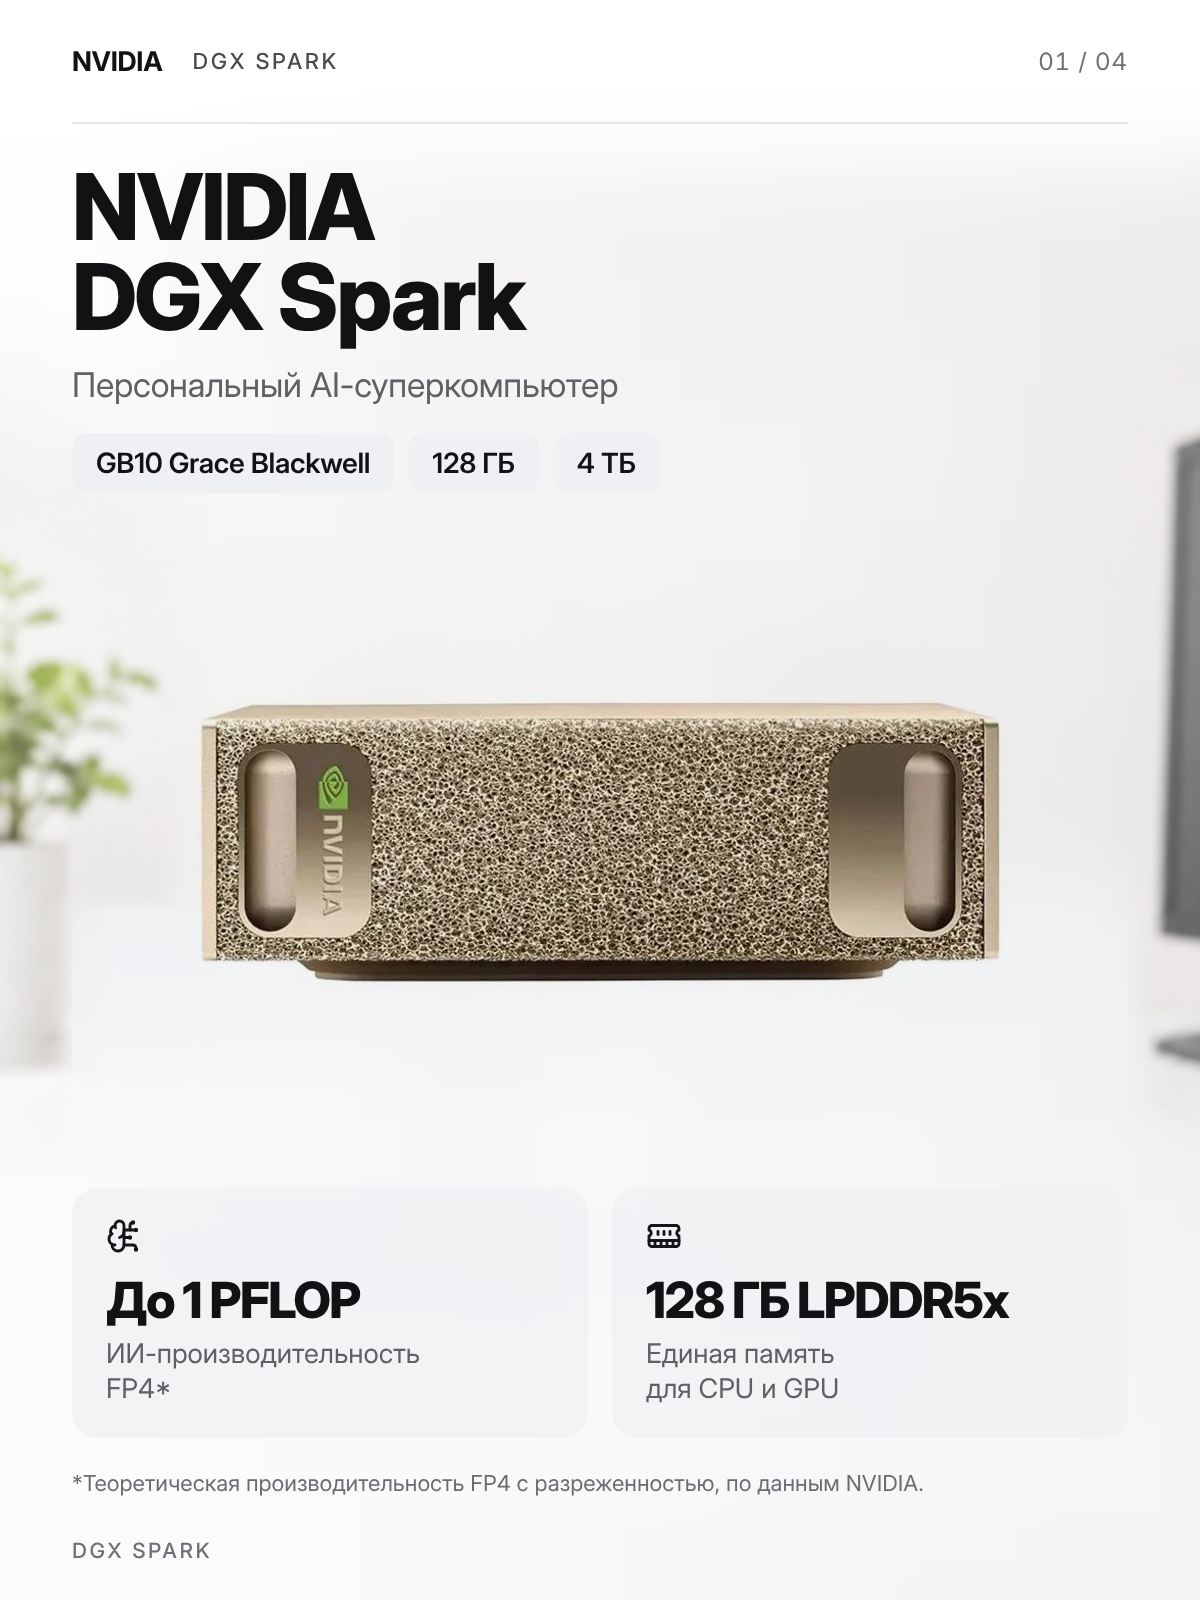 NVIDIA DGX SPARK 01 / 04
NVIDIA
DGX Spark
Персональный AI-суперкомпьютер
GB10 Grace Blackwell 128 ГБ 4 ТБ
NVIDIA
До 1 PFLOP
ИИ-производительность
FP4*
128 ГБ LPDDR5x
Единая память
для CPU и GPU
*Теоретическая производительность FP4 с разреженностью, по данным NVIDIA.
DGX SPARK